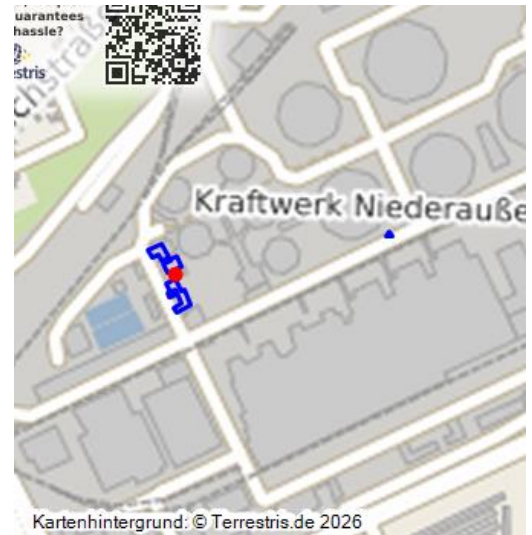 uarantees
hassle?
estris
Kraftwerk Niederauße
Kartenhintergrund: © Terrestris.de 2026